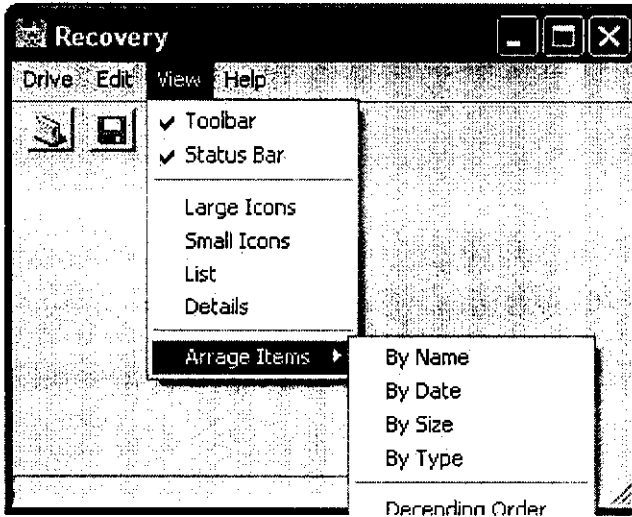 Recovery
Drive Edit View Help
Toolbar
Status Bar
Large Icons
Small Icons
List
Details
Arrage Items
By Name
By Date
By Size
By Type
Decending Order